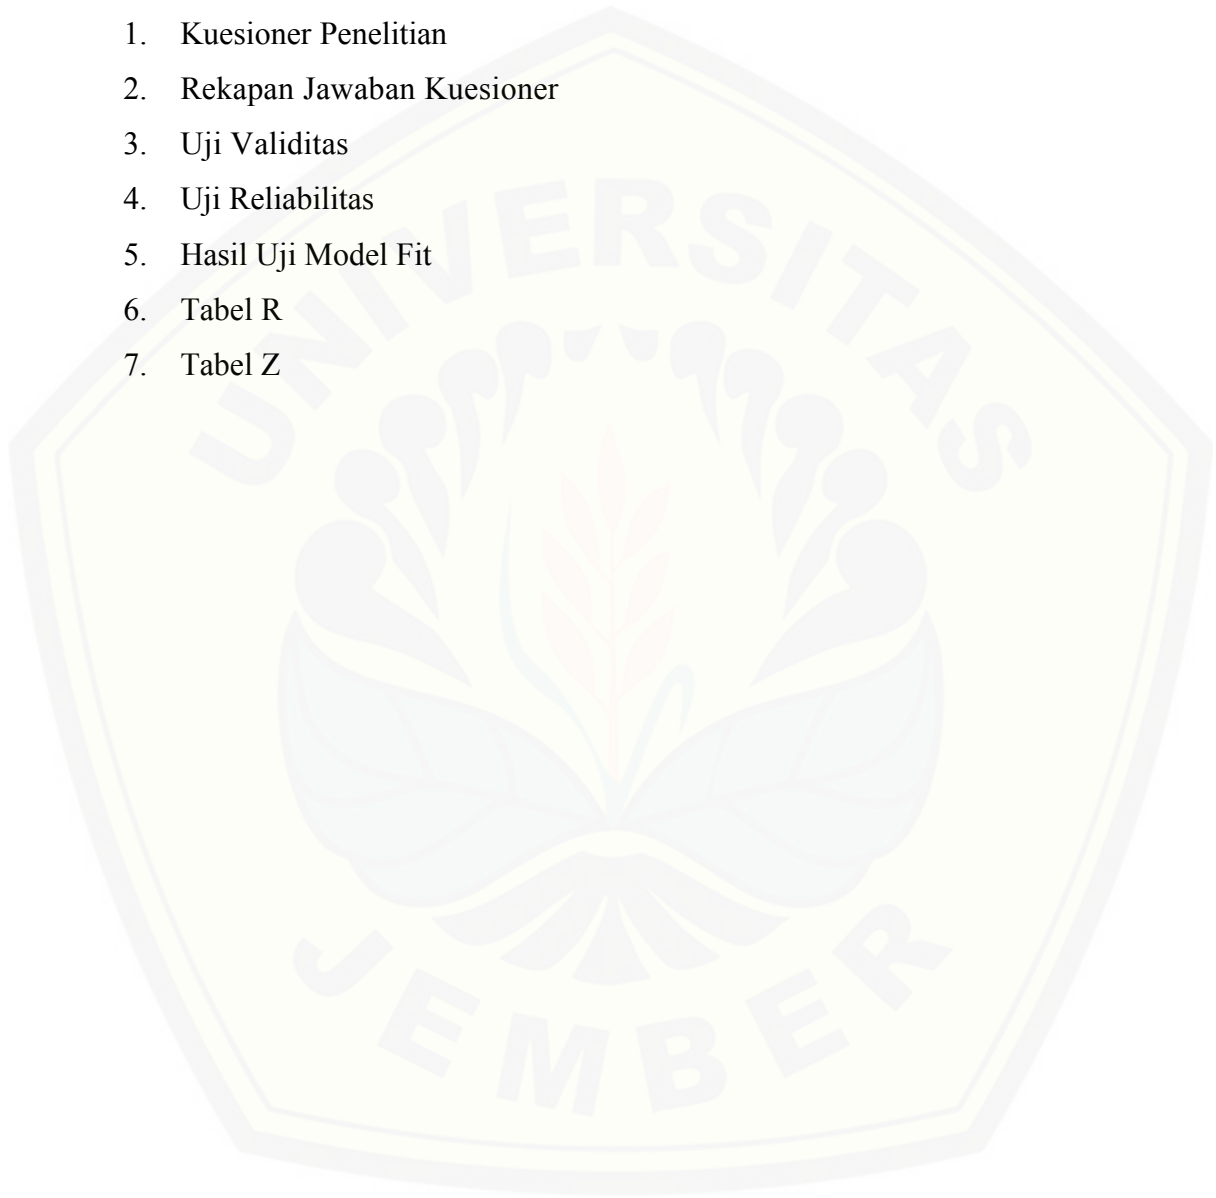 1. Kuesioner Penelitian
2. Rekapan Jawaban Kuesioner
3. Uji Validitas
4. Uji Reliabilitas
5. Hasil Uji Model Fit
6. Tabel R
7. Tabel Z
UNIVERSITAS
JEMBER